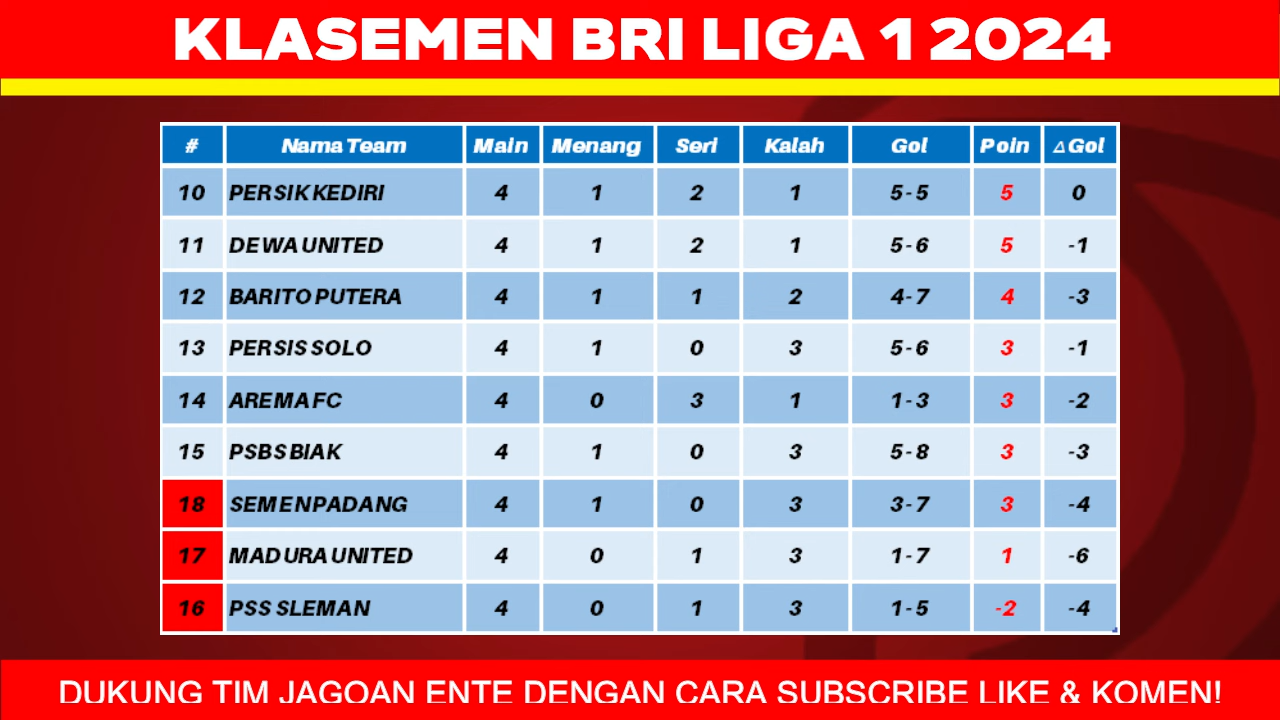 KLASEMEN BRI LIGA 1 2024
# Nama Team Main Menang Seri Kalah Gol Poin △Gol
10 PERSIK KEDIRI 4 1 2 1 5-5 5 0
11 DEWA UNITED 4 1 2 1 5-6 5 -1
12 BARITO PUTERA 4 1 1 2 4-7 4 -3
13 PERSIS SOLO 4 1 0 3 5-6 3 -1
14 AREMA FC 4 0 3 1 1-3 3 -2
15 PSBS BIAK 4 1 0 3 5-8 3 -3
18 SEMEN PADANG 4 1 0 3 3-7 3 -4
17 MADURA UNITED 4 0 1 3 1-7 1 -6
16 PSS SLEMAN 4 0 1 3 1-5 -2 -4
DUKUNG TIM JAGOAN ENTE DENGAN CARA SUBSCRIBE LIKE & KOMEN!